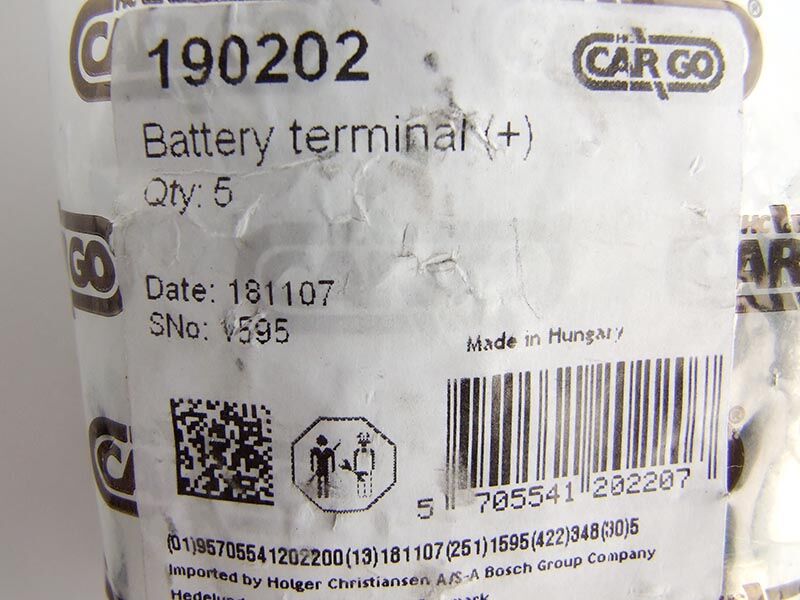 190202
HC
CARGO
Battery terminal (+)
Qty: 5
Date: 181107
SNo: 1595
Made in Hungary
5 705541 202207
(01)95705541202200(13)181107(251)1595(422)348(30)5
Imported by Holger Christiansen A/S-A Bosch Group Company